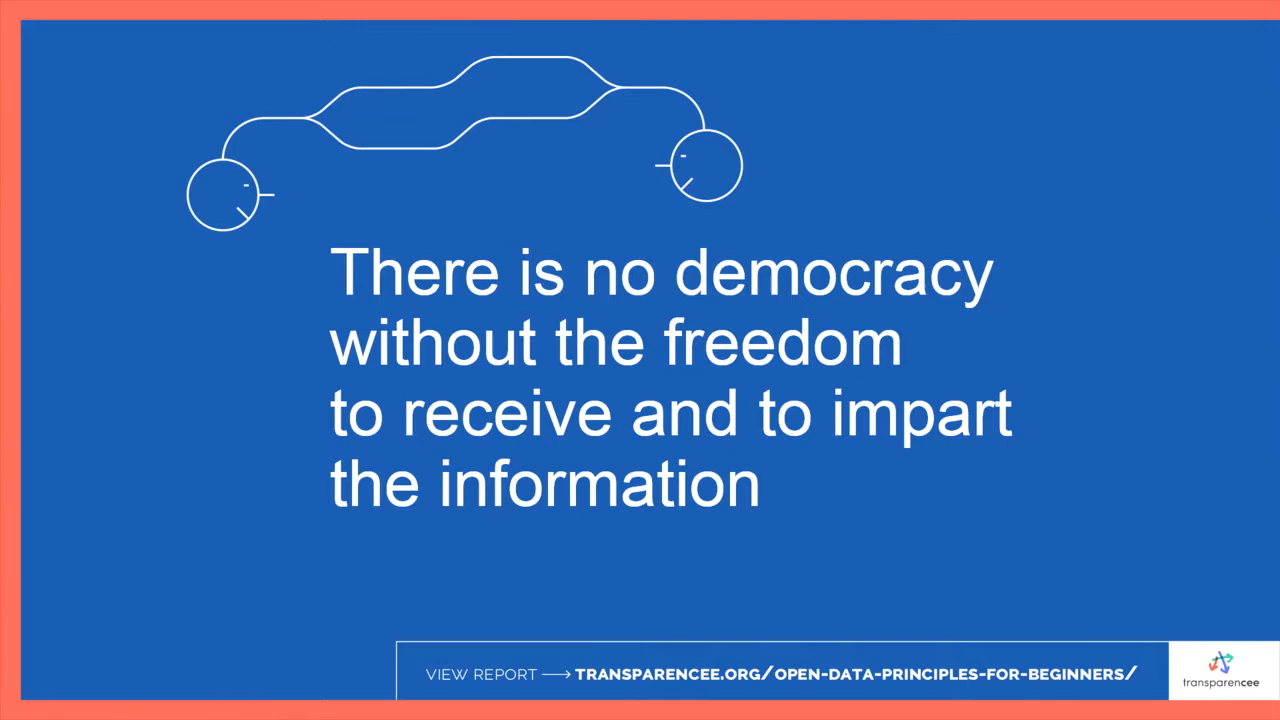 There is no democracy
without the freedom
to receive and to impart
the information
VIEW REPORT → TRANSPARENCEE.ORG/OPEN-DATA-PRINCIPLES-FOR-BEGINNERS/
transparencee